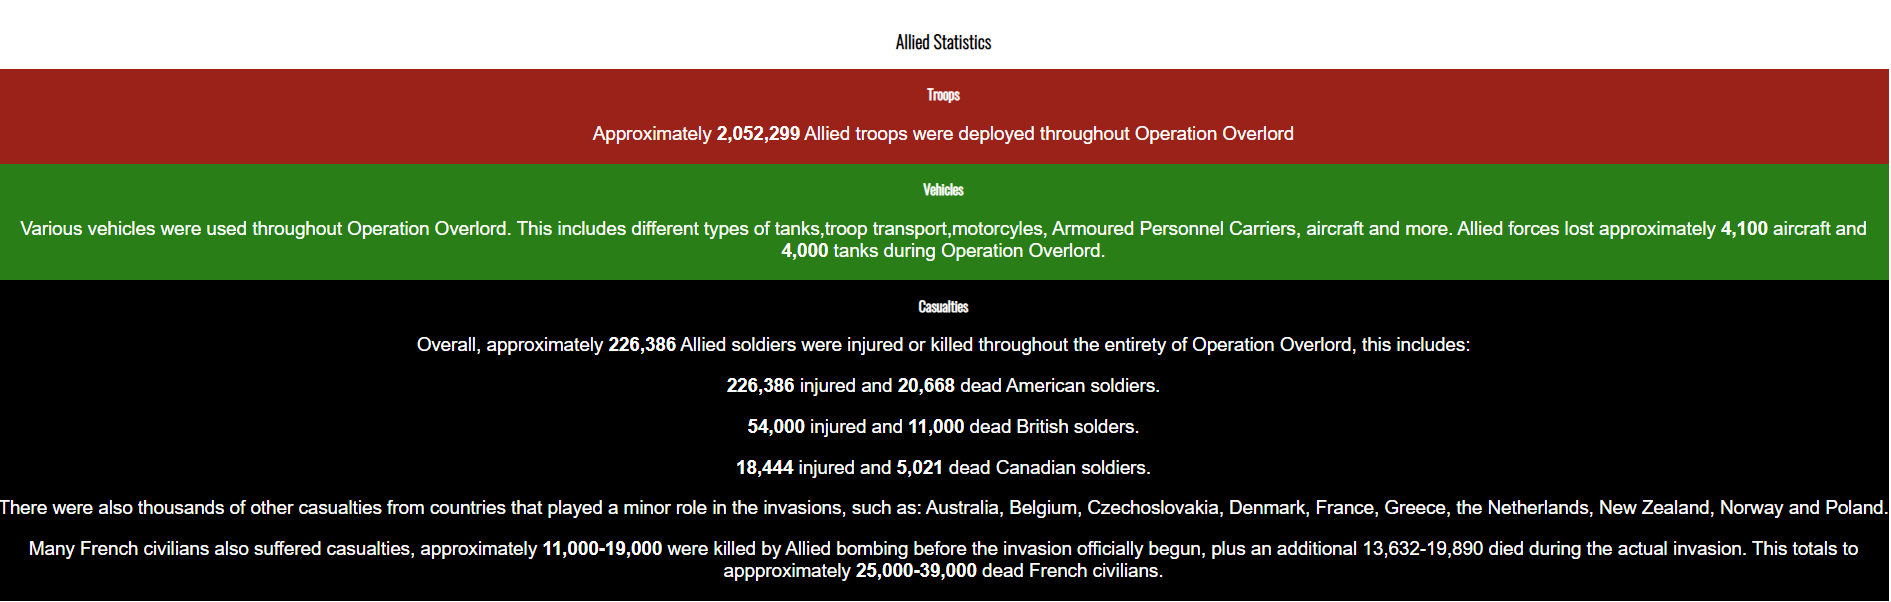 Allied Statistics
Troops
Approximately 2,052,299 Allied troops were deployed throughout Operation Overlord
Vehicles
Various vehicles were used throughout Operation Overlord. This includes different types of tanks,troop transport,motorcyles, Armoured Personnel Carriers, aircraft and more. Allied forces lost approximately 4,100 aircraft and
4,000 tanks during Operation Overlord.
Casualties
Overall, approximately 226,386 Allied soldiers were injured or killed throughout the entirety of Operation Overlord, this includes:
226,386 injured and 20,668 dead American soldiers.
54,000 injured and 11,000 dead British solders.
18,444 injured and 5,021 dead Canadian soldiers.
There were also thousands of other casualties from countries that played a minor role in the invasions, such as: Australia, Belgium, Czechoslovakia, Denmark, France, Greece, the Netherlands, New Zealand, Norway and Poland.
Many French civilians also suffered casualties, approximately 11,000-19,000 were killed by Allied bombing before the invasion officially begun, plus an additional 13,632-19,890 died during the actual invasion. This totals to
appproximately 25,000-39,000 dead French civilians.